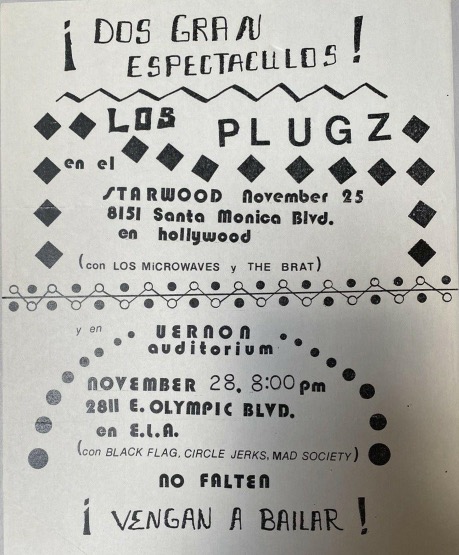 ¡ DOS GRAN
ESPECTACULOS!
LOS PLUGZ
en el
STARWOOD November 25
8151 Santa Monica Blvd.
en hollywood
(con LOS MiCROWAVES y THE BRAT)
y en VERNON
auditorium
NOVEMBER 28. 8:00 pm
2811 E. OLYMPIC BLVD.
en E.L.A.
(con BLACK FLAG, CIRCLE JERKS, MAD SOCIETY)
NO FALTEN
¡ VENGAN A BAILAR !